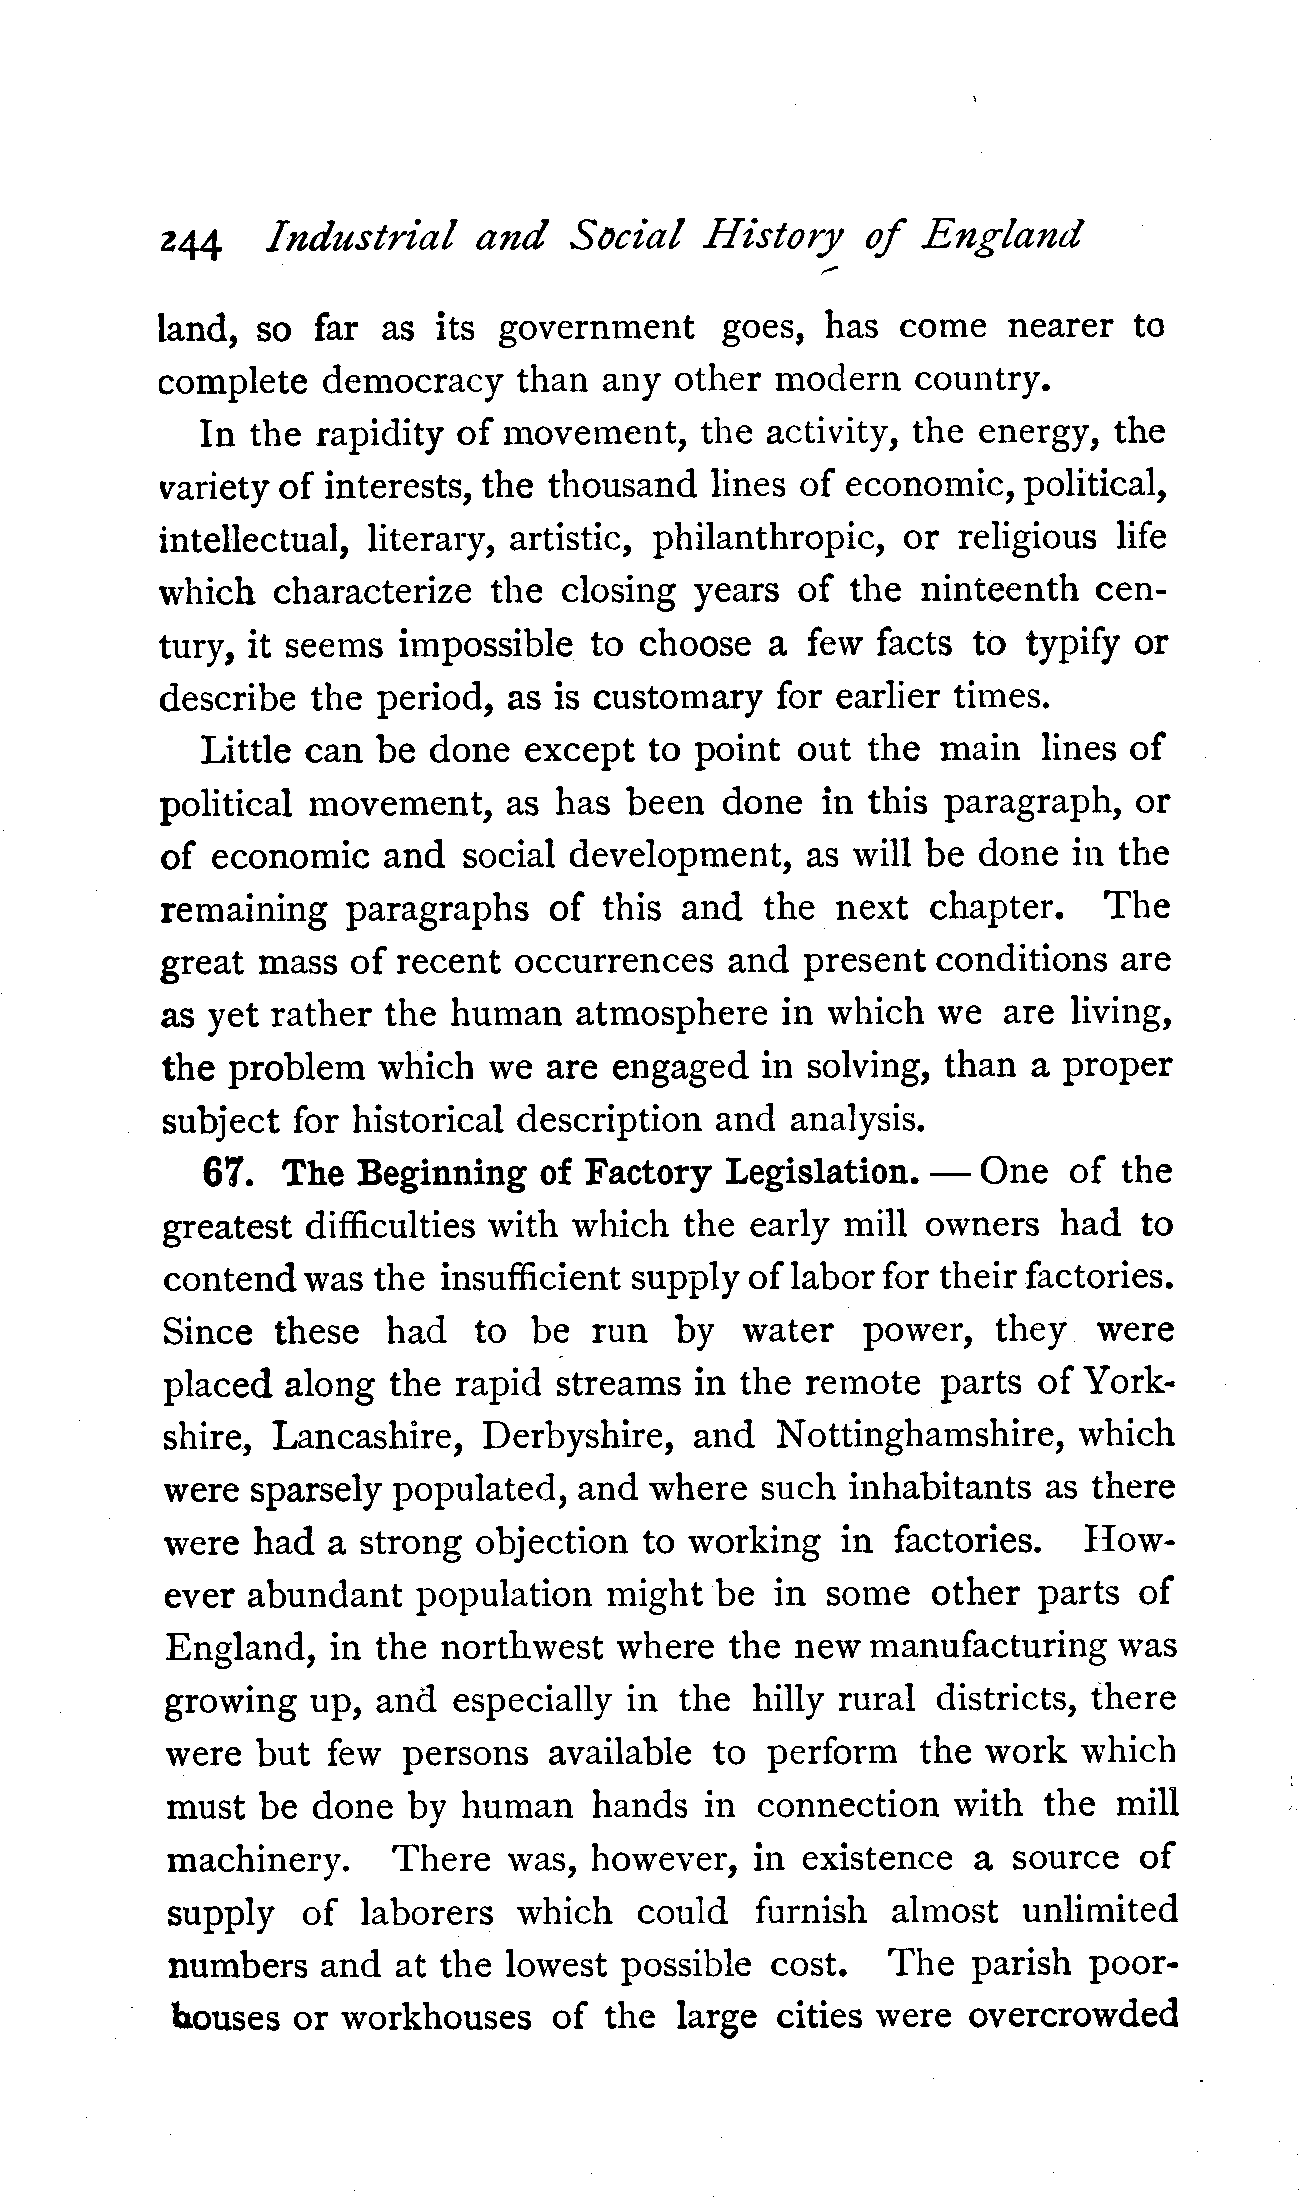 244 Industrial and Social History of England
land, so far as its government goes, has come nearer to
complete democracy than any other modern country.
In the rapidity of movement, the activity, the energy, the
variety of interests, the thousand lines of economic, political,
intellectual, literary, artistic, philanthropic, or religious life
which characterize the closing years of the ninteenth cen-
tury, it seems impossible to choose a few facts to typify or
describe the period, as is customary for earlier times.
Little can be done except to point out the main lines of
political movement, as has been done in this paragraph, or
of economic and social development, as will be done in the
remaining paragraphs of this and the next chapter. The
great mass of recent occurrences and present conditions are
as yet rather the human atmosphere in which we are living,
the problem which we are engaged in solving, than a proper
subject for historical description and analysis.
67. The Beginning of Factory Legislation. — One of the
greatest difficulties with which the early mill owners had to
contend was the insufficient supply of labor for their factories.
Since these had to be run by water power, they were
placed along the rapid streams in the remote parts of York-
shire, Lancashire, Derbyshire, and Nottinghamshire, which
were sparsely populated, and where such inhabitants as there
were had a strong objection to working in factories. How-
ever abundant population might be in some other parts of
England, in the northwest where the new manufacturing was
growing up, and especially in the hilly rural districts, there
were but few persons available to perform the work which
must be done by human hands in connection with the mill
machinery. There was, however, in existence a source of
supply of laborers which could furnish almost unlimited
numbers and at the lowest possible cost. The parish poor-
houses or workhouses of the large cities were overcrowded